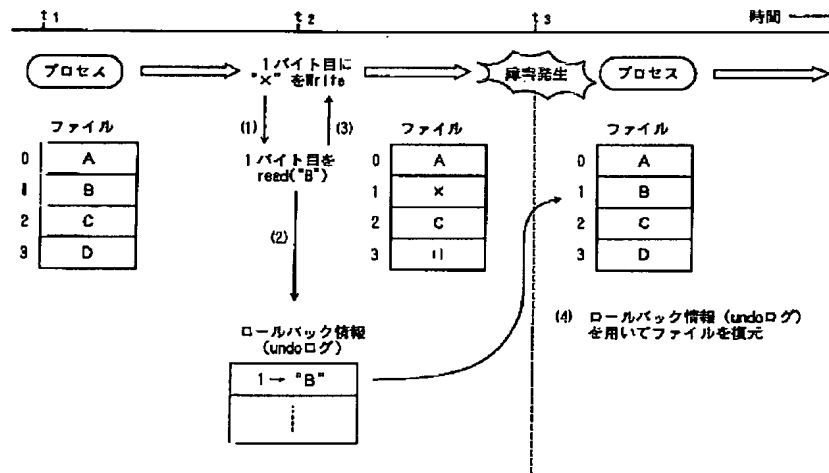 t1 t2 t3 時間
プロセス
1バイト目に
"×"をWrite
障害発生
プロセス
(1) (3)
ファイル
0 A
1 B
2 C
3 D
1バイト目を
read("B")
(2)
ファイル
0 A
1 ×
2 C
3
ファイル
0 A
1 B
2 C
3 D
ロールバック情報
(undoログ)
1→"B"
(4) ロールバック情報(undoログ)
を用いてファイルを復元